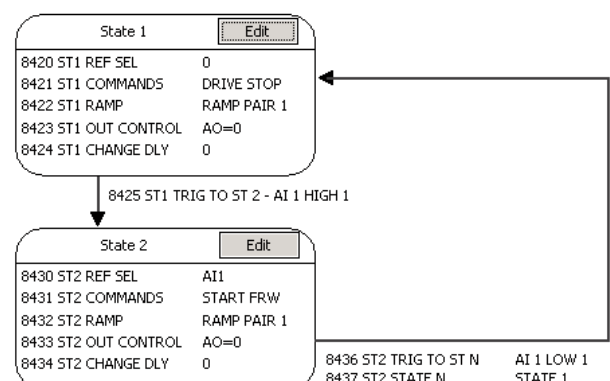 State 1 Edit
8420 ST1 REF SEL 0
8421 ST1 COMMANDS DRIVE STOP
8422 ST1 RAMP RAMP PAIR 1
8423 ST1 OUT CONTROL AO=0
8424 ST1 CHANGE DLY 0
8425 ST1 TRIG TO ST 2 - AI 1 HIGH 1
State 2 Edit
8430 ST2 REF SEL AI1
8431 ST2 COMMANDS START FRW
8432 ST2 RAMP RAMP PAIR 1
8433 ST2 OUT CONTROL AO=0
8434 ST2 CHANGE DLY 0
8436 ST2 TRIG TO ST N AI 1 LOW 1
8437 ST2 STATE N STATE 1